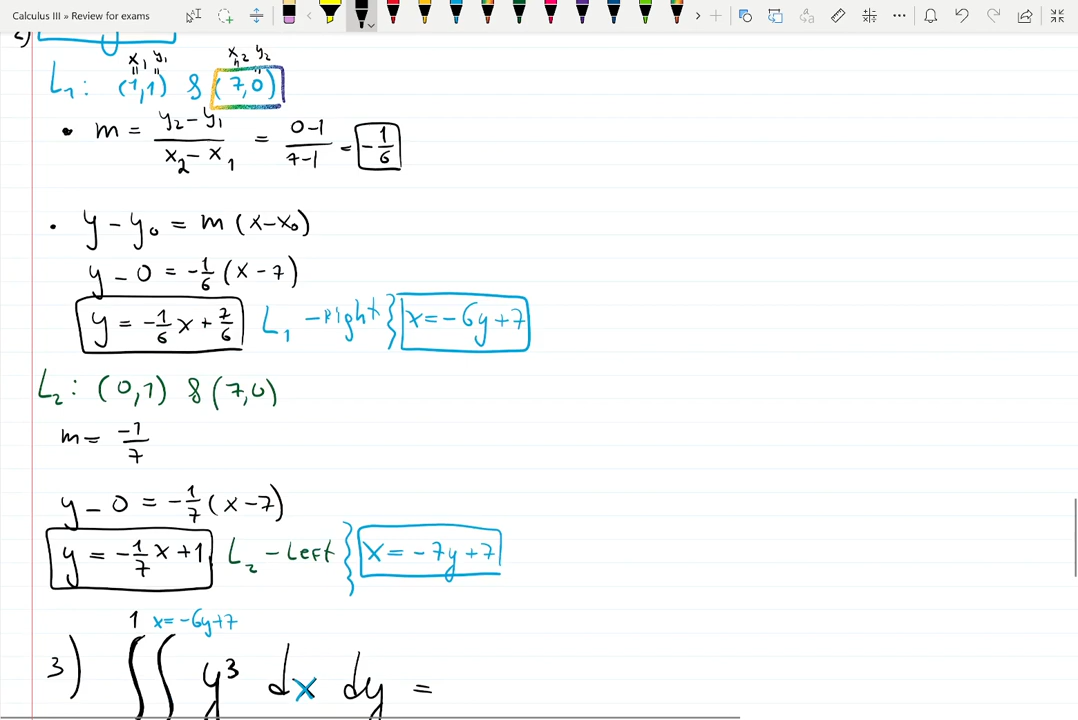 Calculus III » Review for exams
2)
x₁ y₁ x₂ y₂
" " " "
L₁: (1,1) & (7,0)
• m = (y₂ - y₁)/(x₂ - x₁) = (0-1)/(7-1) = -1/6
• y - y₀ = m (x-x₀)
y - 0 = -1/6 (x - 7)
y = -1/6 x + 7/6 L₁ - right } x = -6y+7
L₂: (0,1) & (7,0)
m = -1/7
y - 0 = -1/7 (x - 7)
y = -1/7 x + 1 L₂ - Left } x = -7y + 7
1 x = -6y+7
3) ∫∫ y³ dx dy =